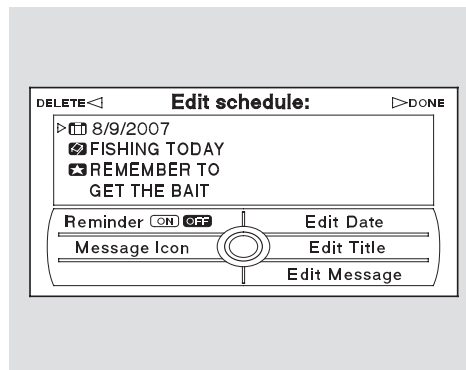 DELETE Edit schedule: DONE
8/9/2007
FISHING TODAY
REMEMBER TO
GET THE BAIT
Reminder ON OFF Edit Date
Message Icon Edit Title
Edit Message